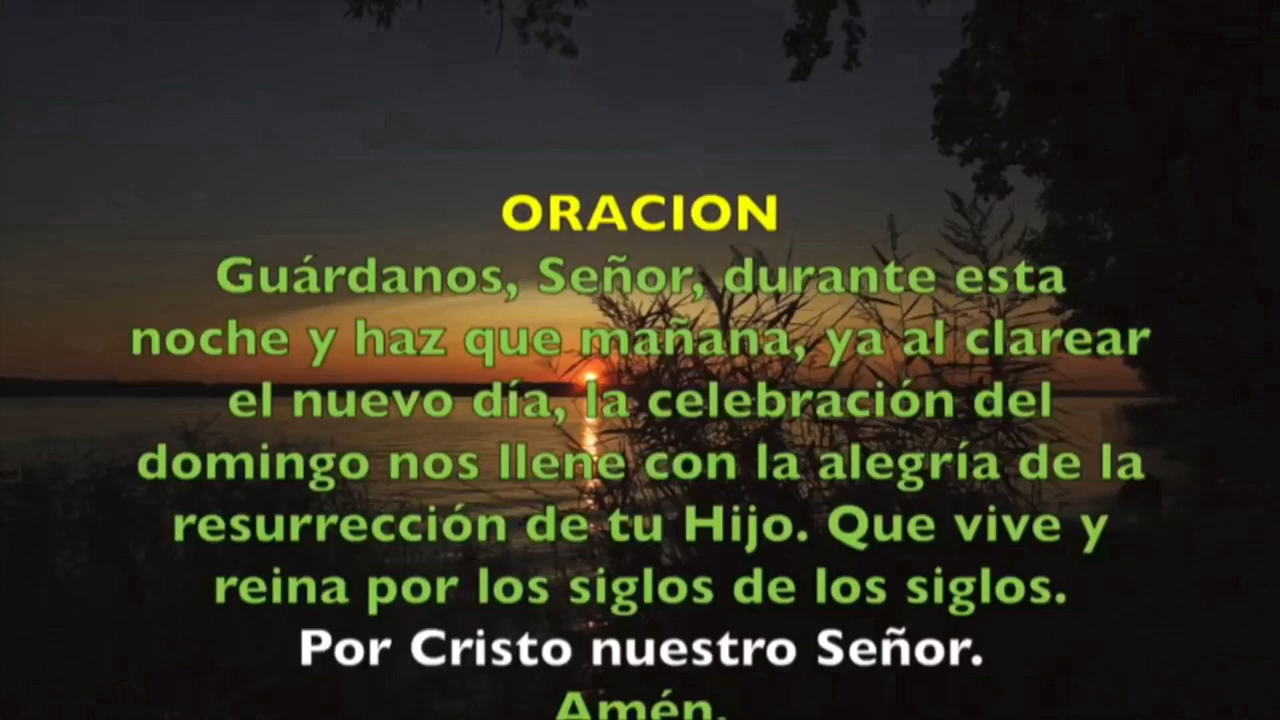 ORACION
Guárdanos, Señor, durante esta
noche y haz que mañana, ya al clarear
el nuevo día, la celebración del
domingo nos llene con la alegría de la
resurrección de tu Hijo. Que vive y
reina por los siglos de los siglos.
Por Cristo nuestro Señor.
Amén.